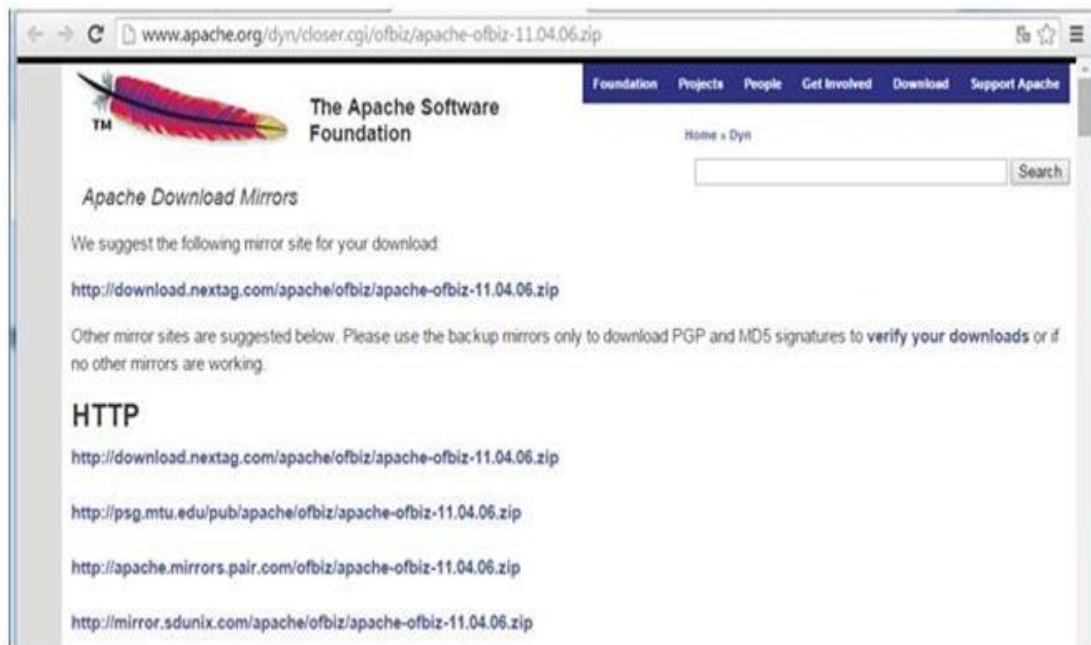 www.apache.org/dyn/closer.cgi/ofbiz/apache-ofbiz-11.04.06.zip
Foundation Projects People Get Involved Download Support Apache
TM
The Apache Software
Foundation
Home » Dyn
Search
Apache Download Mirrors
We suggest the following mirror site for your download:
http://download.nextag.com/apache/ofbiz/apache-ofbiz-11.04.06.zip
Other mirror sites are suggested below. Please use the backup mirrors only to download PGP and MD5 signatures to verify your downloads or if
no other mirrors are working.
HTTP
http://download.nextag.com/apache/ofbiz/apache-ofbiz-11.04.06.zip
http://psg.mtu.edu/pub/apache/ofbiz/apache-ofbiz-11.04.06.zip
http://apache.mirrors.pair.com/ofbiz/apache-ofbiz-11.04.06.zip
http://mirror.sdunix.com/apache/ofbiz/apache-ofbiz-11.04.06.zip